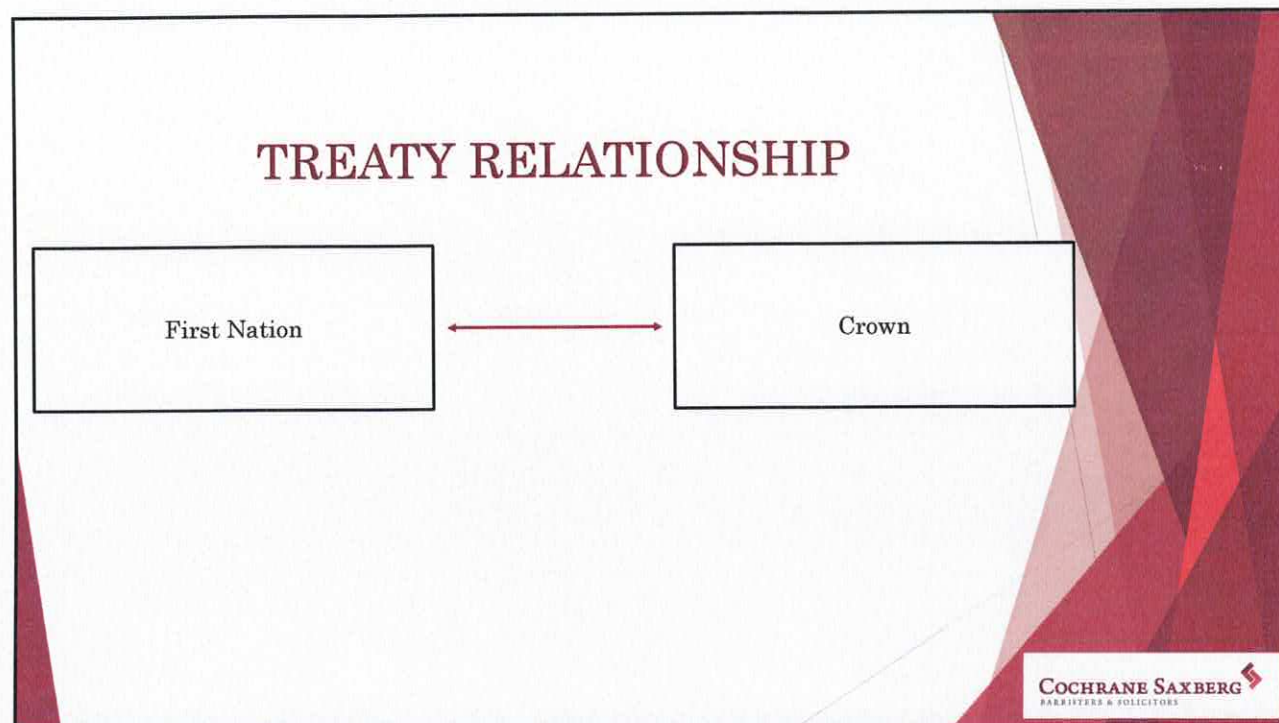 TREATY RELATIONSHIP
First Nation
Crown
COCHRANE SAXBERG
BARRISTERS & SOLICITORS